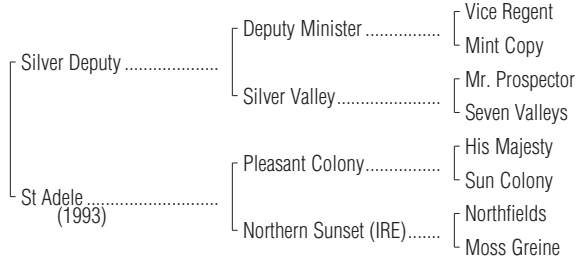 Vice Regent
Deputy Minister .................
Mint Copy
Silver Deputy .....................
Mr. Prospector
Silver Valley.......................
Seven Valleys
His Majesty
Pleasant Colony.................
Sun Colony
St Adele .............................
(1993)
Northfields
Northern Sunset (IRE).......
Moss Greine